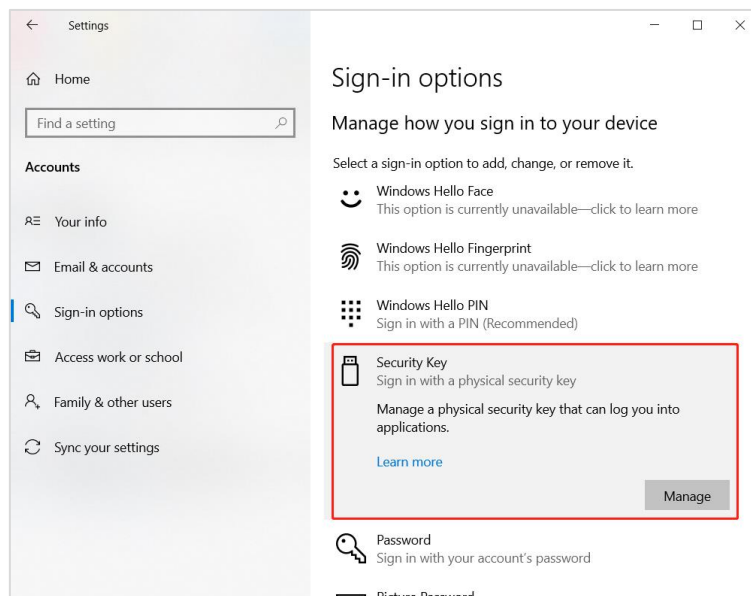 Settings
Home
Find a setting
Accounts
Your info
Email & accounts
Sign-in options
Access work or school
Family & other users
Sync your settings
Sign-in options
Manage how you sign in to your device
Select a sign-in option to add, change, or remove it.
Windows Hello Face
This option is currently unavailable—click to learn more
Windows Hello Fingerprint
This option is currently unavailable—click to learn more
Windows Hello PIN
Sign in with a PIN (Recommended)
Security Key
Sign in with a physical security key
Manage a physical security key that can log you into
applications.
Learn more
Manage
Password
Sign in with your account's password
Picture Password